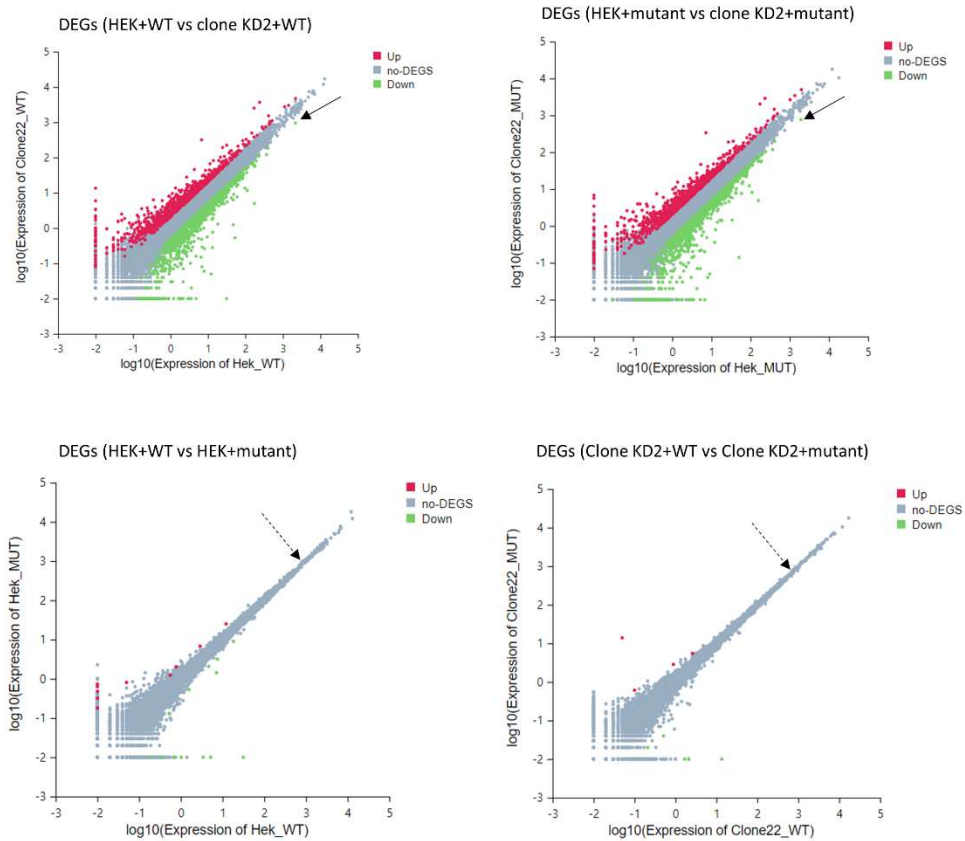 DEGs (HEK+WT vs clone KD2+WT)
Up
no-DEGS
Down
5
4
3
2
1
0
-1
-2
-3
log10(Expression of Clone22_WT)
-3 -2 -1 0 1 2 3 4 5
log10(Expression of Hek_WT)
DEGs (HEK+mutant vs clone KD2+mutant)
Up
no-DEGS
Down
5
4
3
2
1
0
-1
-2
-3
log10(Expression of Clone22_MUT)
-3 -2 -1 0 1 2 3 4 5
log10(Expression of Hek_MUT)
DEGs (HEK+WT vs HEK+mutant)
Up
no-DEGS
Down
5
4
3
2
1
0
-1
-2
-3
log10(Expression of Hek_MUT)
-3 -2 -1 0 1 2 3 4 5
log10(Expression of Hek_WT)
DEGs (Clone KD2+WT vs Clone KD2+mutant)
Up
no-DEGS
Down
5
4
3
2
1
0
-1
-2
-3
log10(Expression of Clone22_MUT)
-3 -2 -1 0 1 2 3 4 5
log10(Expression of Clone22_WT)